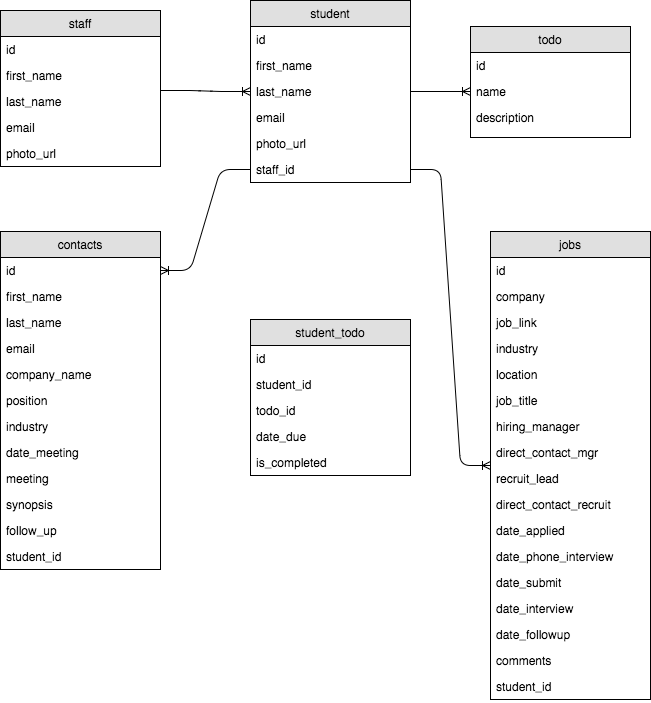 staff
id
first_name
last_name
email
photo_url
student
id
first_name
last_name
email
photo_url
staff_id
todo
id
name
description
contacts
id
first_name
last_name
email
company_name
position
industry
date_meeting
meeting
synopsis
follow_up
student_id
student_todo
id
student_id
todo_id
date_due
is_completed
jobs
id
company
job_link
industry
location
job_title
hiring_manager
direct_contact_mgr
recruit_lead
direct_contact_recruit
date_applied
date_phone_interview
date_submit
date_interview
date_followup
comments
student_id